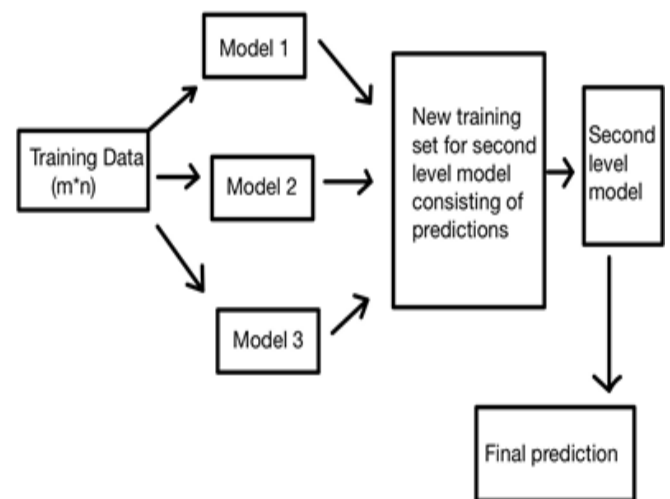 Model 1
Training Data
(m*n)
Model 2
Model 3
New training
set for second
level model
consisting of
predictions
Second
level
model
Final prediction